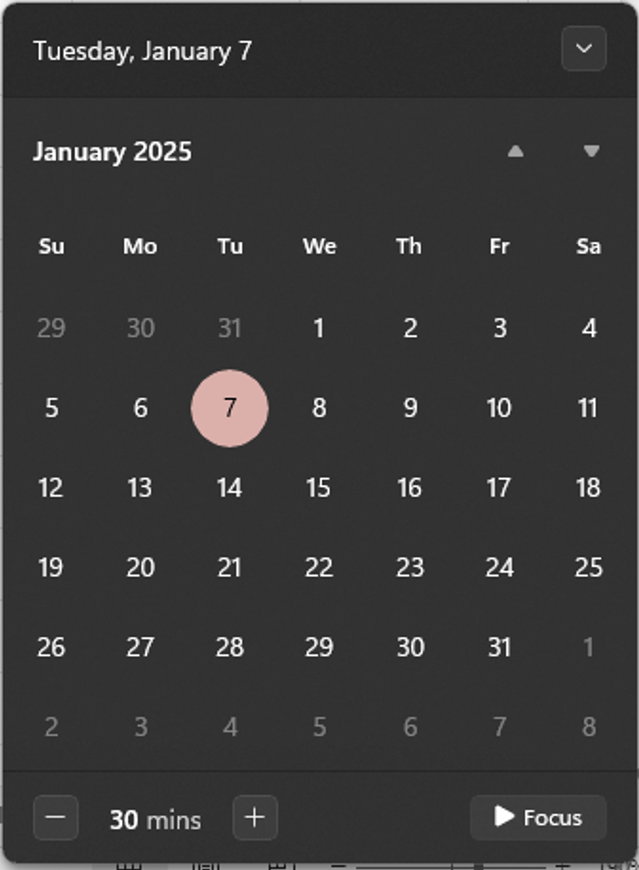 Tuesday, January 7
January 2025
Su Mo Tu We Th Fr Sa
29 30 31 1 2 3 4
5 6 7 8 9 10 11
12 13 14 15 16 17 18
19 20 21 22 23 24 25
26 27 28 29 30 31 1
2 3 4 5 6 7 8
30 mins Focus